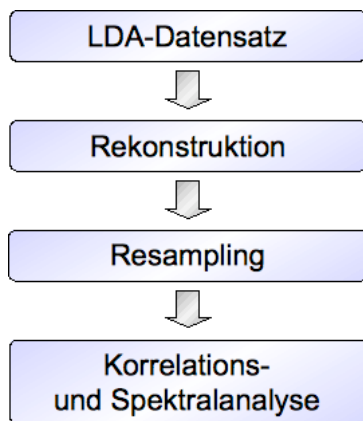 LDA-Datensatz
Rekonstruktion
Resampling
Korrelations-
und Spektralanalyse